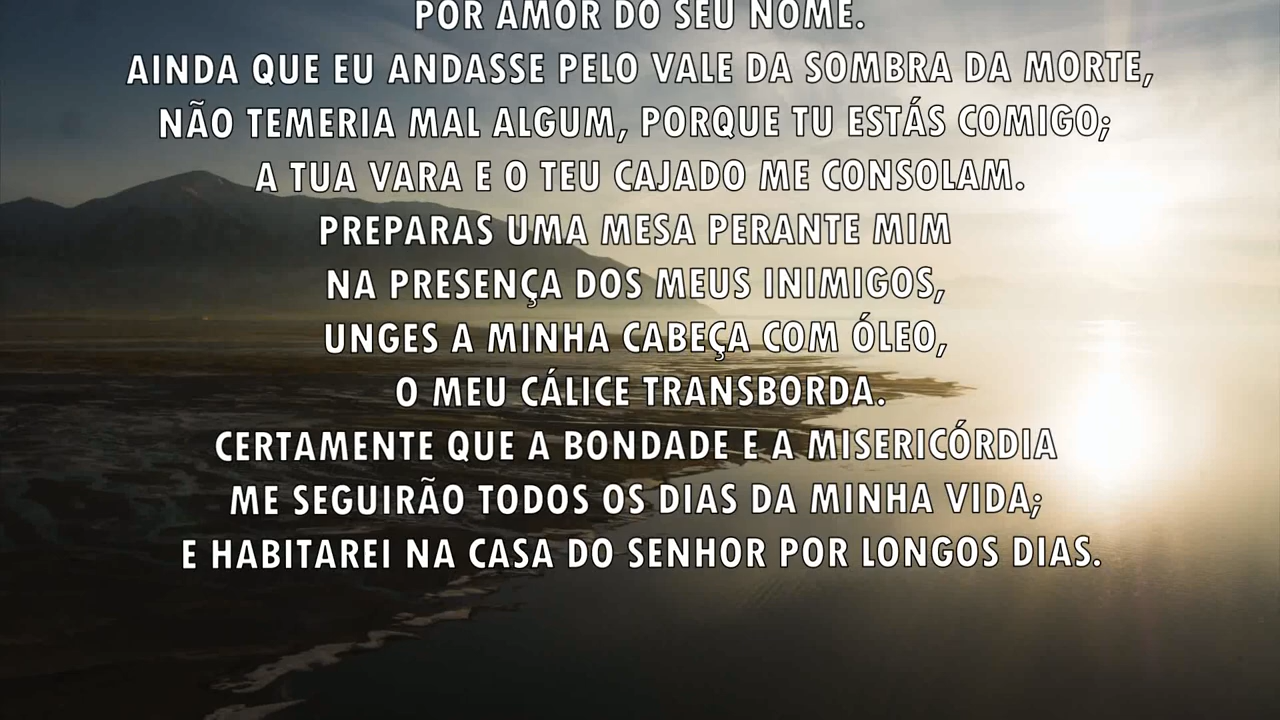 POR AMOR DO SEU NOME.
AINDA QUE EU ANDASSE PELO VALE DA SOMBRA DA MORTE,
NÃO TEMERIA MAL ALGUM, PORQUE TU ESTÁS COMIGO;
A TUA VARA E O TEU CAJADO ME CONSOLAM.
PREPARAS UMA MESA PERANTE MIM
NA PRESENÇA DOS MEUS INIMIGOS,
UNGES A MINHA CABEÇA COM ÓLEO,
O MEU CÁLICE TRANSBORDA.
CERTAMENTE QUE A BONDADE E A MISERICÓRDIA
ME SEGUIRÃO TODOS OS DIAS DA MINHA VIDA;
E HABITAREI NA CASA DO SENHOR POR LONGOS DIAS.